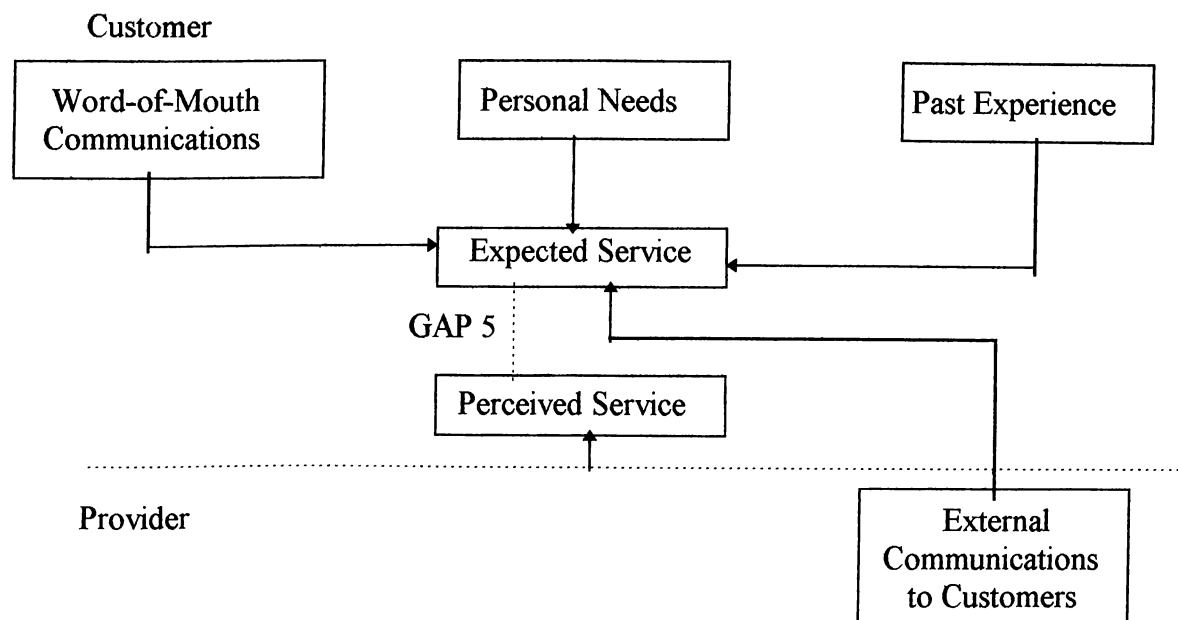 Customer
Word-of-Mouth
Communications
Personal Needs
Past Experience
Expected Service
GAP 5
Perceived Service
Provider
External
Communications
to Customers